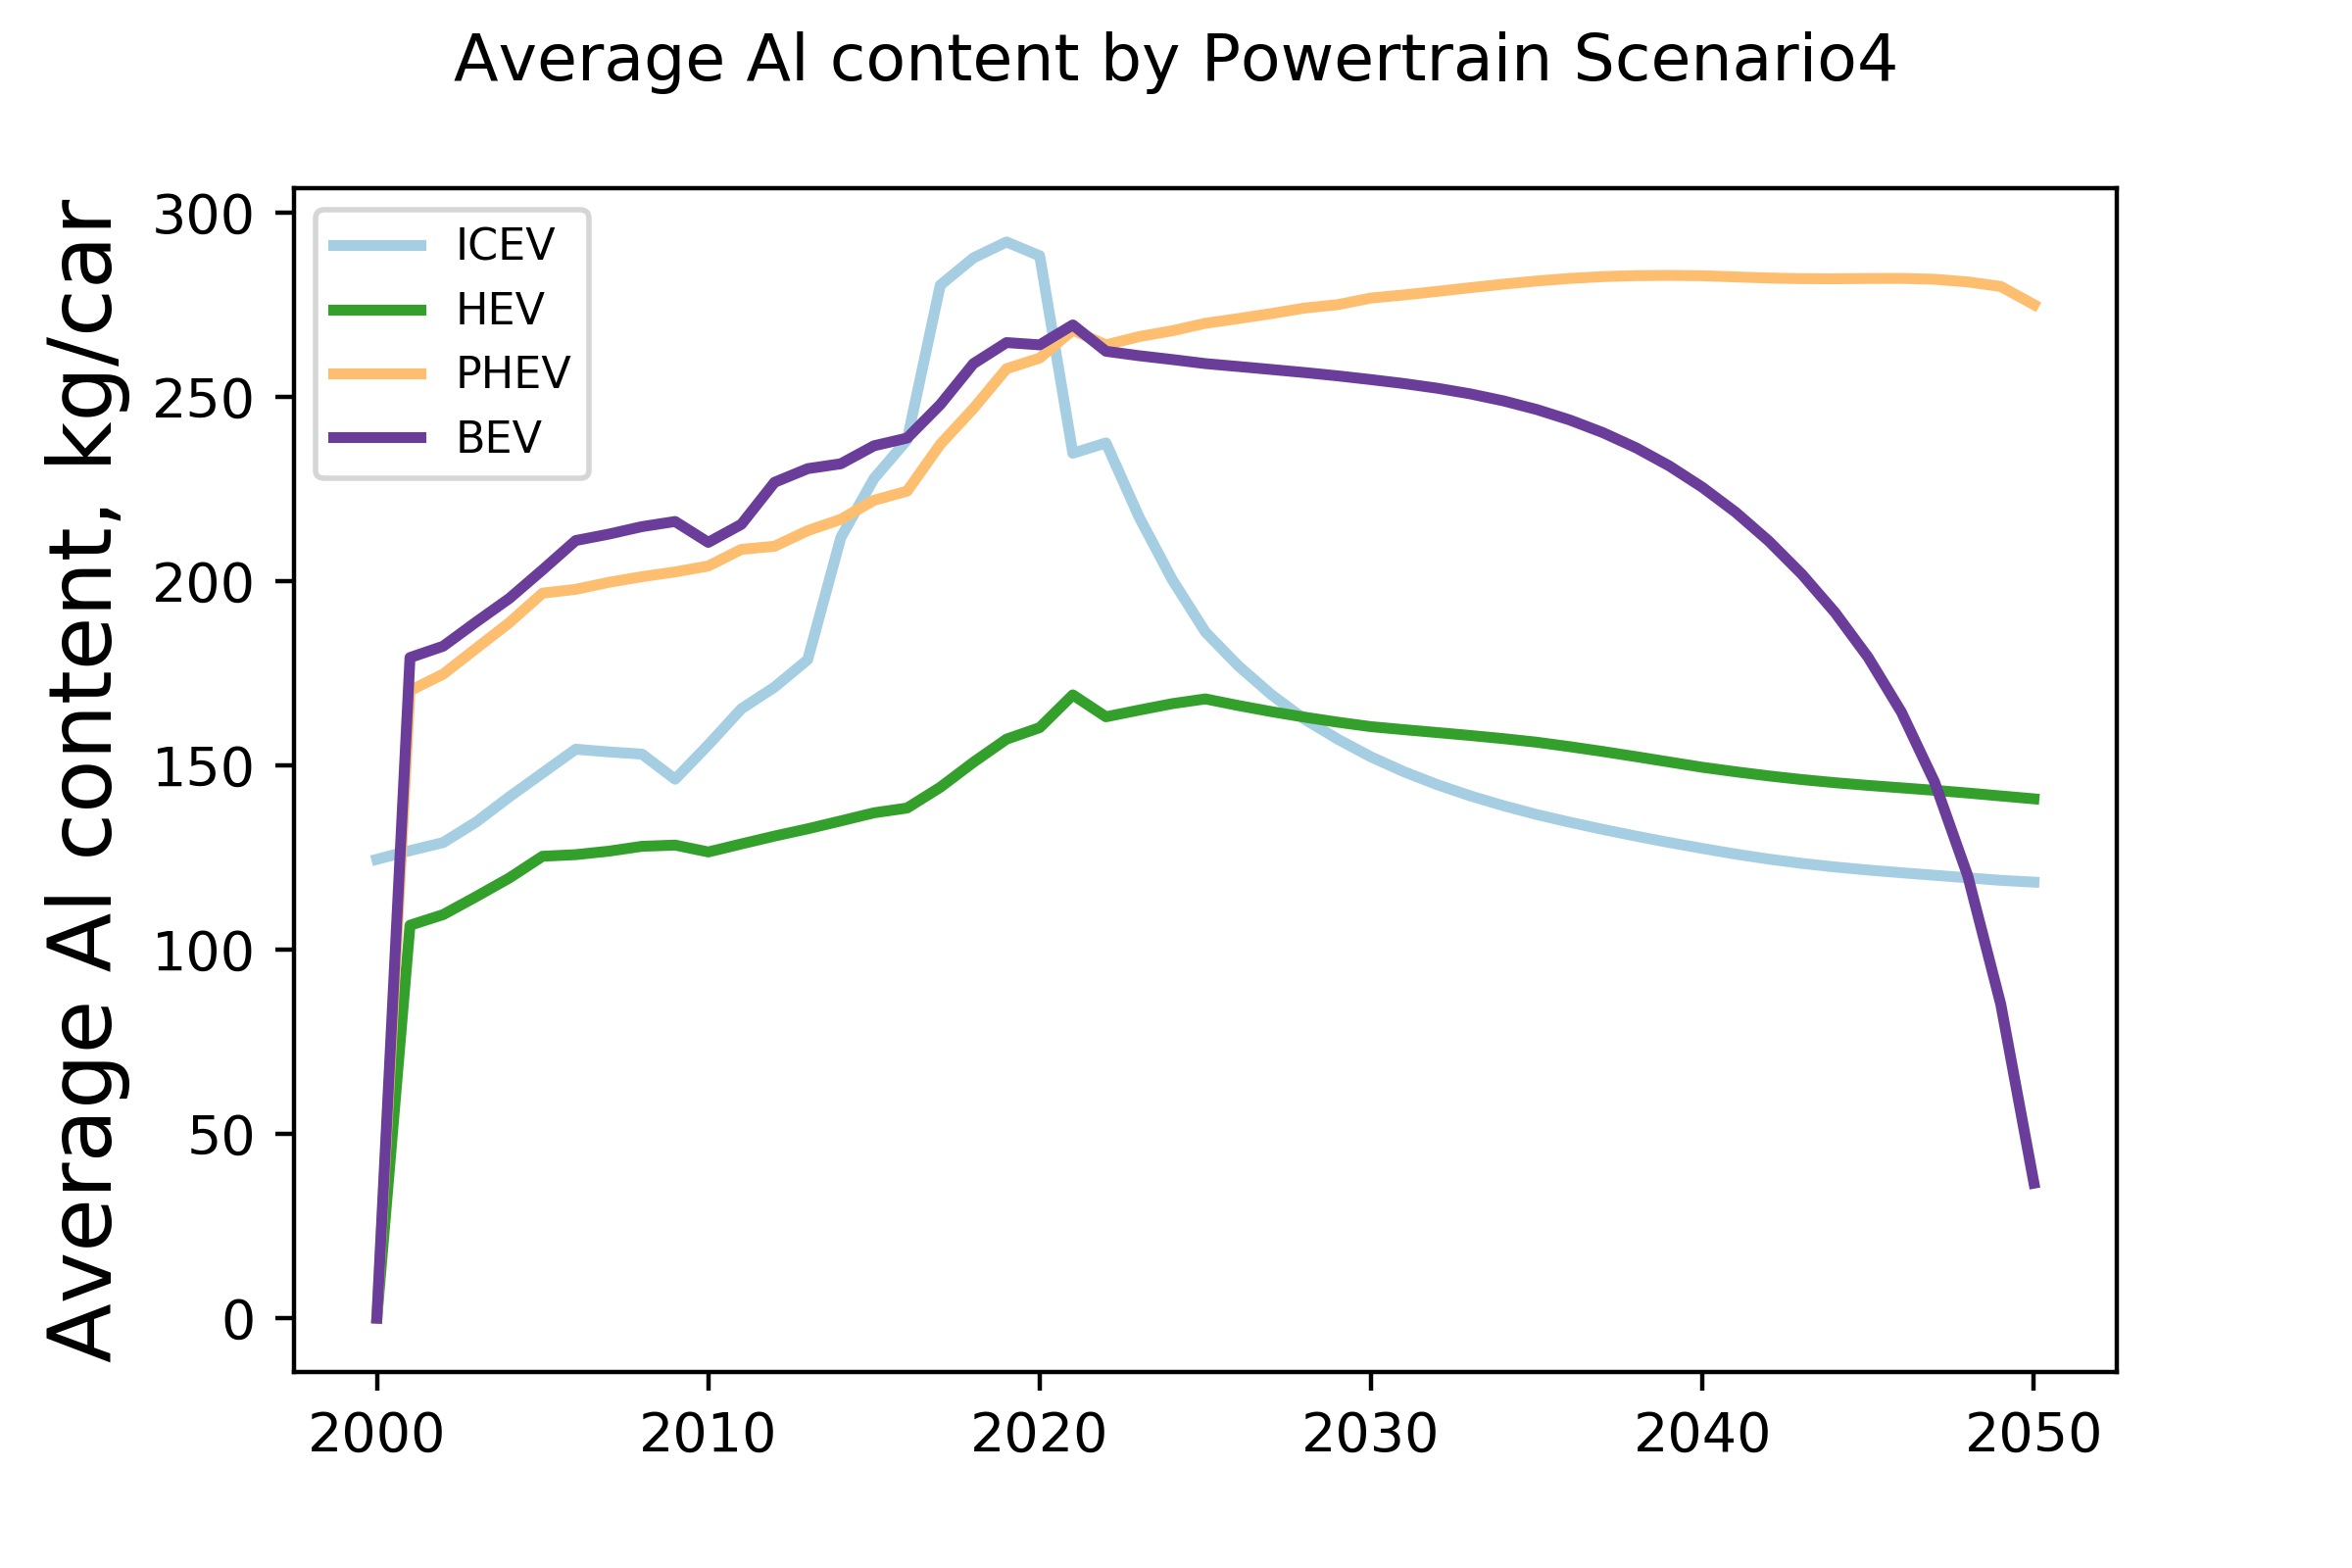 Average Al content by Powertrain Scenario4
Average Al content, kg/car
300
250
200
150
100
50
0
ICEV
HEV
PHEV
BEV
2000 2010 2020 2030 2040 2050